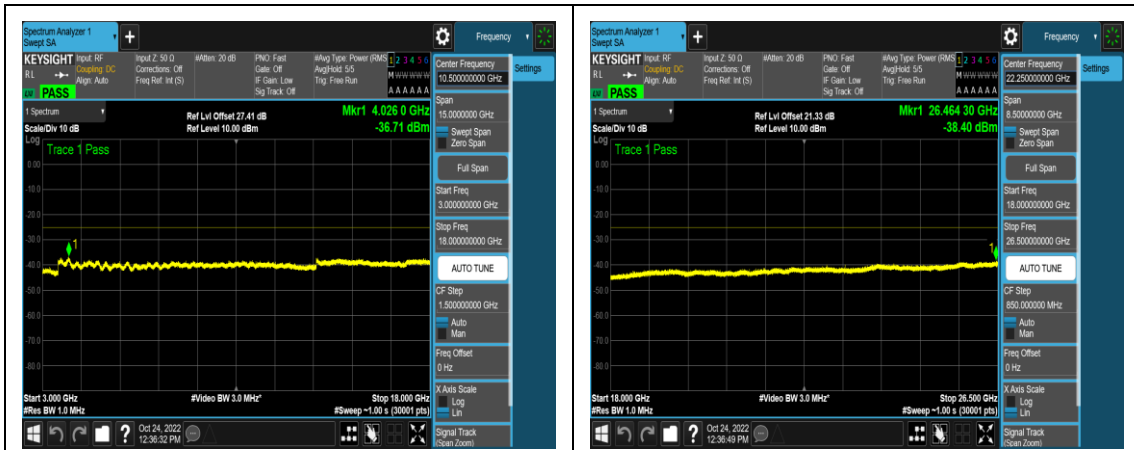 Spectrum Analyzer 1
Swept SA
+
Frequency
KEYSIGHT
RL
LM
PASS
Input: RF
Coupling: DC
Align: Auto
Input Z: 50 Ω
Corrections: Off
Freq Ref: Int (S)
#Atten: 20 dB
PNO: Fast
Gate: Off
IF Gain: Low
Sig Track: Off
#Avg Type: Power (RMS
Avg|Hold: 5/5
Trig: Free Run
1 2 3 4 5 6
M W W W W W
A A A A A A
Center Frequency
10.500000000 GHz
Settings
1 Spectrum
Scale/Div 10 dB
Ref Lvl Offset 27.41 dB
Ref Level 10.00 dBm
Mkr1 4.026 0 GHz
-36.71 dBm
Log
Trace 1 Pass
0.00
-10.0
-20.0
-30.0
-40.0
-50.0
-60.0
-70.0
-80.0
1
Span
15.0000000 GHz
Swept Span
Zero Span
Full Span
Start Freq
3.000000000 GHz
Stop Freq
18.000000000 GHz
AUTO TUNE
CF Step
1.500000000 GHz
Auto
Man
Freq Offset
0 Hz
X Axis Scale
Log
Lin
Signal Track
(Span Zoom)
Start 3.000 GHz
#Res BW 1.0 MHz
#Video BW 3.0 MHz*
Stop 18.000 GHz
#Sweep ~1.00 s (30001 pts)
?
Oct 24, 2022
12:36:32 PM
Spectrum Analyzer 1
Swept SA
+
Frequency
KEYSIGHT
RL
LM
PASS
Input: RF
Coupling: DC
Align: Auto
Input Z: 50 Ω
Corrections: Off
Freq Ref: Int (S)
#Atten: 20 dB
PNO: Fast
Gate: Off
IF Gain: Low
Sig Track: Off
#Avg Type: Power (RMS
Avg|Hold: 5/5
Trig: Free Run
1 2 3 4 5 6
M W W W W W
A A A A A A
Center Frequency
22.250000000 GHz
Settings
1 Spectrum
Scale/Div 10 dB
Ref Lvl Offset 21.33 dB
Ref Level 10.00 dBm
Mkr1 26.464 30 GHz
-38.40 dBm
Log
Trace 1 Pass
0.00
-10.0
-20.0
-30.0
-40.0
-50.0
-60.0
-70.0
-80.0
1
Span
8.50000000 GHz
Swept Span
Zero Span
Full Span
Start Freq
18.000000000 GHz
Stop Freq
26.500000000 GHz
AUTO TUNE
CF Step
850.000000 MHz
Auto
Man
Freq Offset
0 Hz
X Axis Scale
Log
Lin
Signal Track
(Span Zoom)
Start 18.000 GHz
#Res BW 1.0 MHz
#Video BW 3.0 MHz*
Stop 26.500 GHz
#Sweep ~1.00 s (30001 pts)
?
Oct 24, 2022
12:36:49 PM